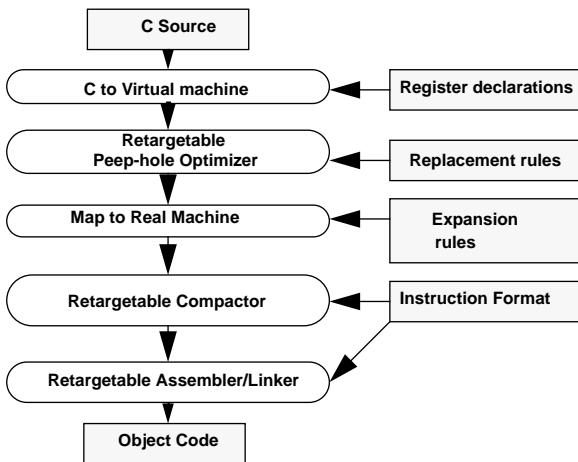 C Source
C to Virtual machine
Register declarations
Retargetable
Peep-hole Optimizer
Replacement rules
Map to Real Machine
Expansion
rules
Retargetable Compactor
Instruction Format
Retargetable Assembler/Linker
Object Code